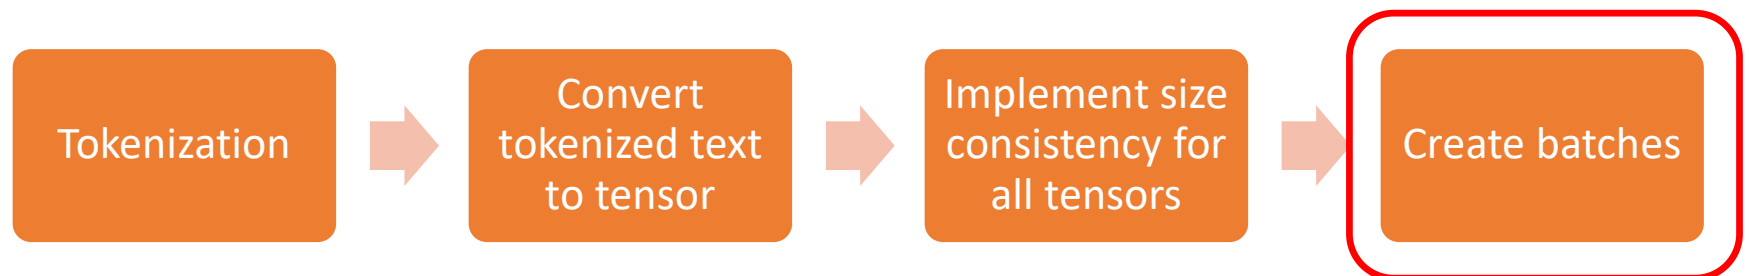 Tokenization
Convert
tokenized text
to tensor
Implement size
consistency for
all tensors
Create batches